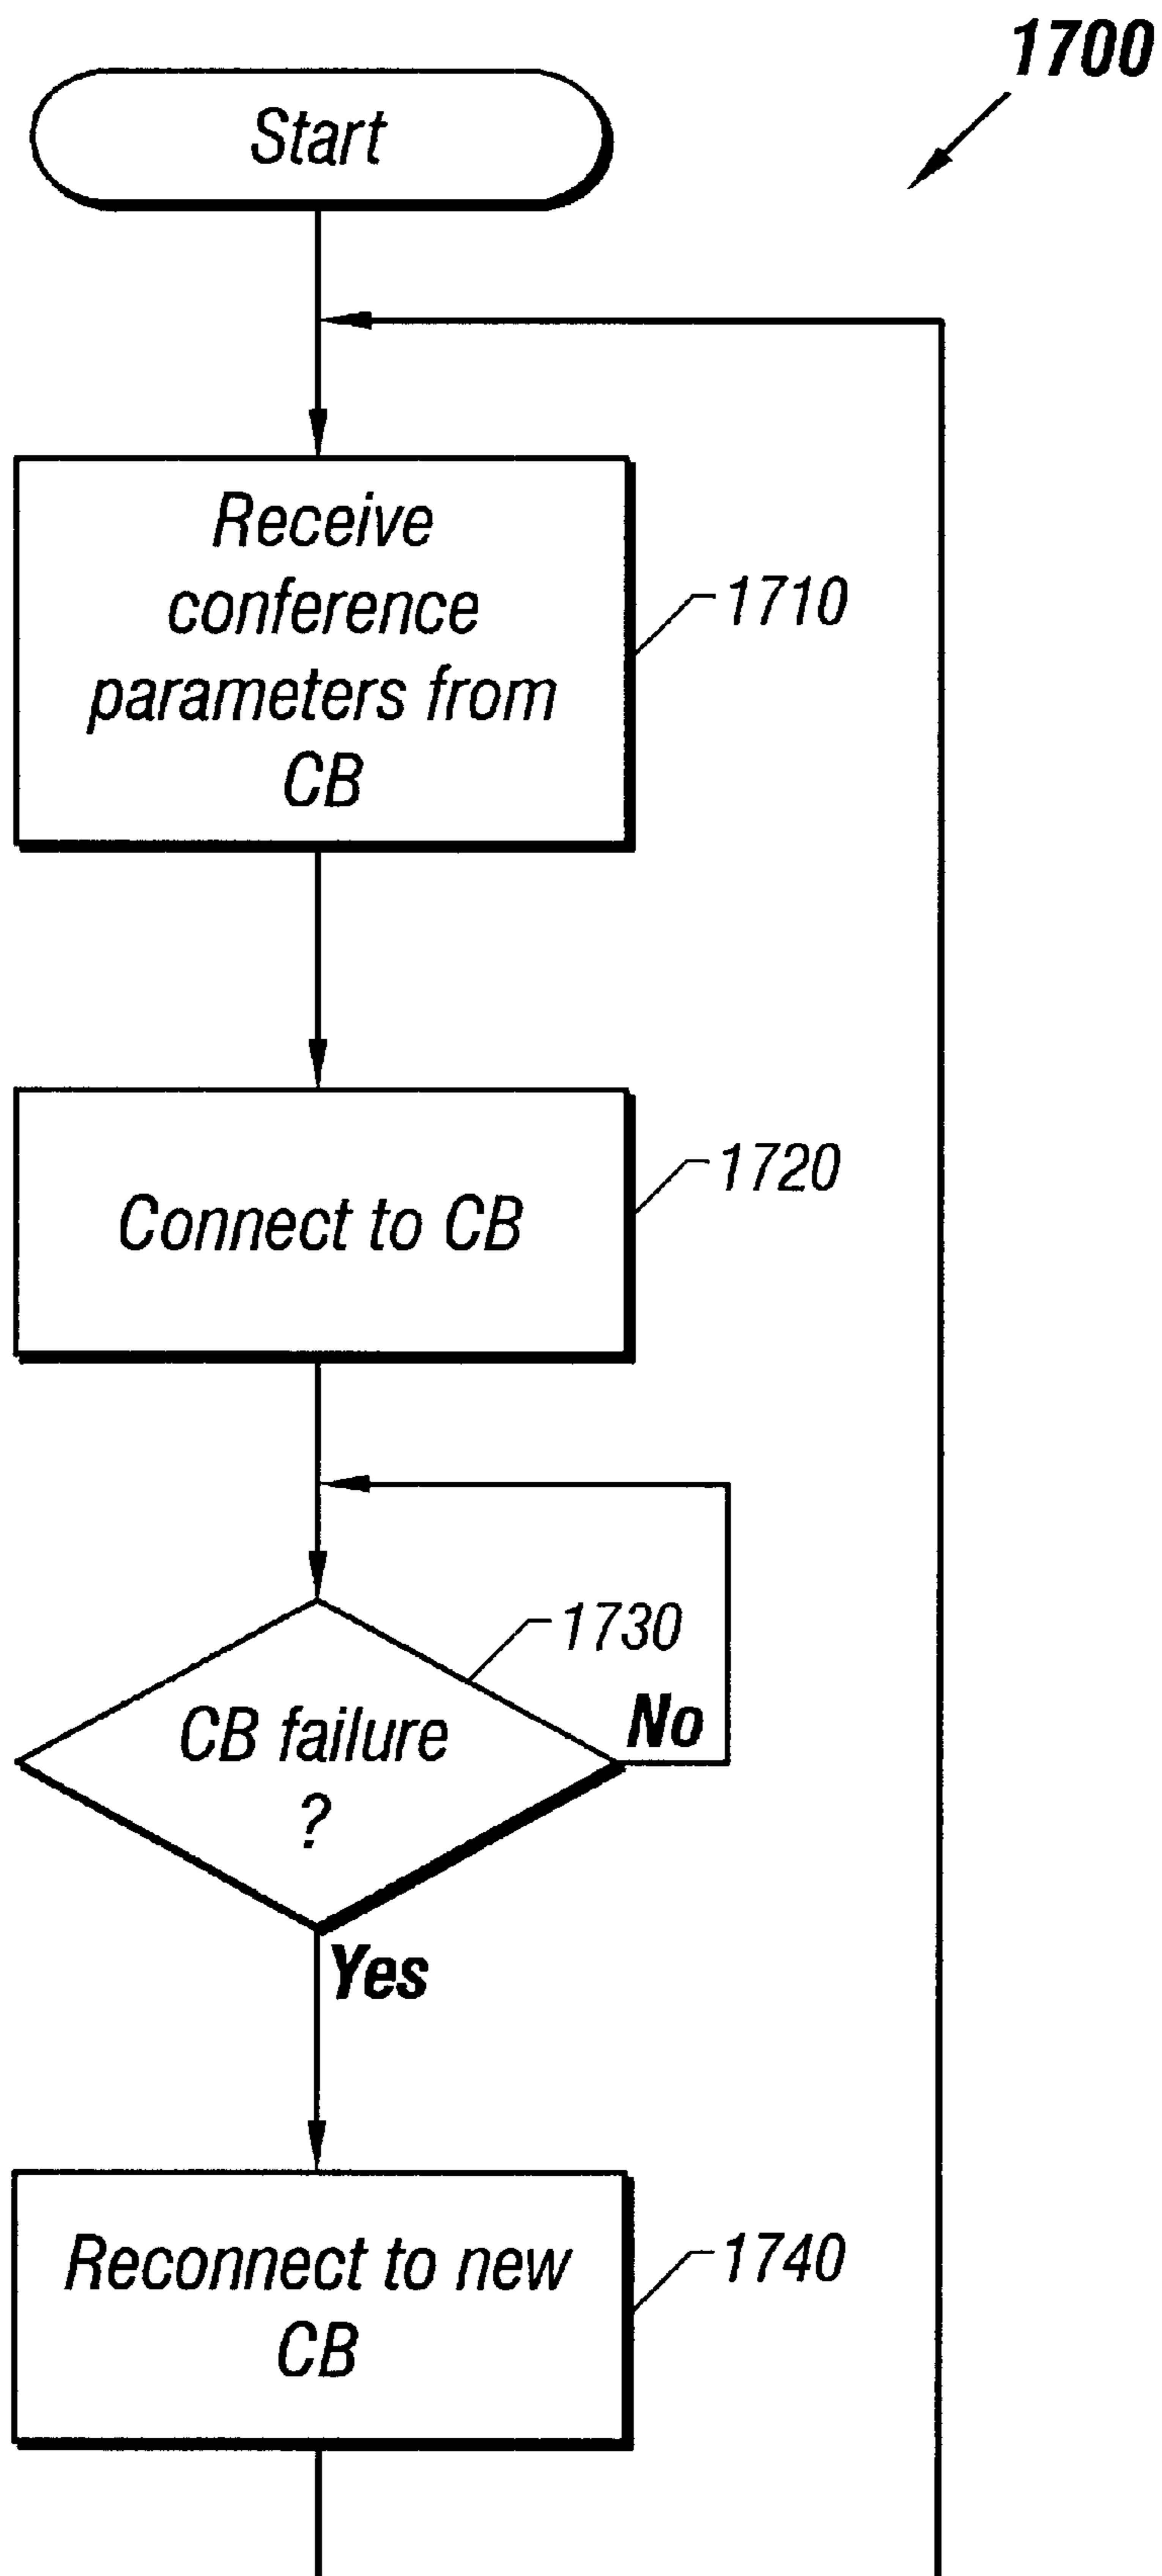 1700
Start
Receive
conference
parameters from
CB
1710
Connect to CB
1720
1730
CB failure
?
No
Yes
Reconnect to new
CB
1740